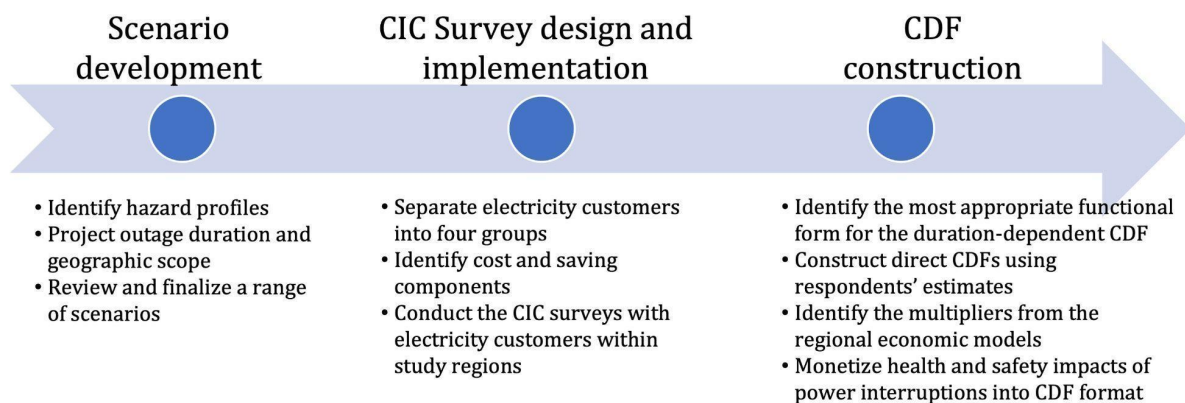 Scenario
development
• Identify hazard profiles
• Project outage duration and
geographic scope
• Review and finalize a range
of scenarios
CIC Survey design and
implementation
• Separate electricity customers
into four groups
• Identify cost and saving
components
• Conduct the CIC surveys with
electricity customers within
study regions
CDF
construction
• Identify the most appropriate functional
form for the duration-dependent CDF
• Construct direct CDFs using
respondents’ estimates
• Identify the multipliers from the
regional economic models
• Monetize health and safety impacts of
power interruptions into CDF format